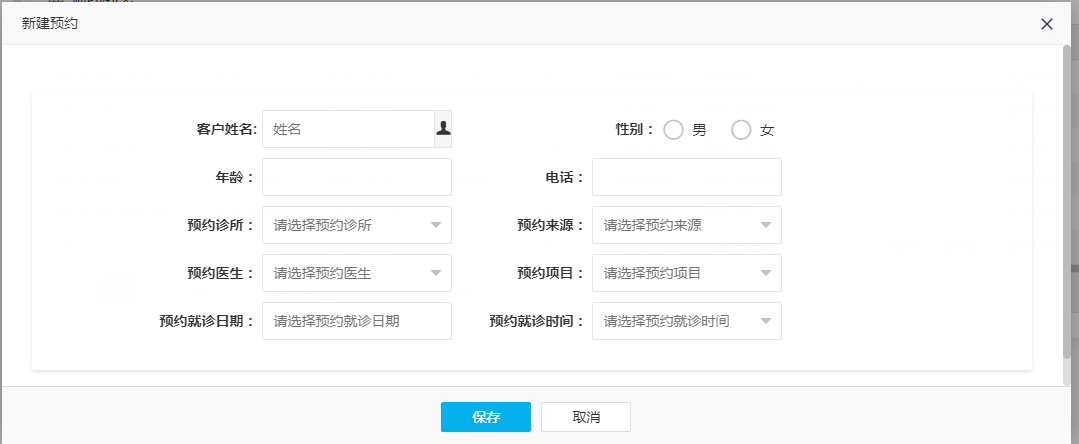 新建预约
客户姓名: 姓名 性别： 男 女
年龄： 电话：
预约诊所： 请选择预约诊所 预约来源： 请选择预约来源
预约医生： 请选择预约医生 预约项目： 请选择预约项目
预约就诊日期： 请选择预约就诊日期 预约就诊时间： 请选择预约就诊时间
保存 取消